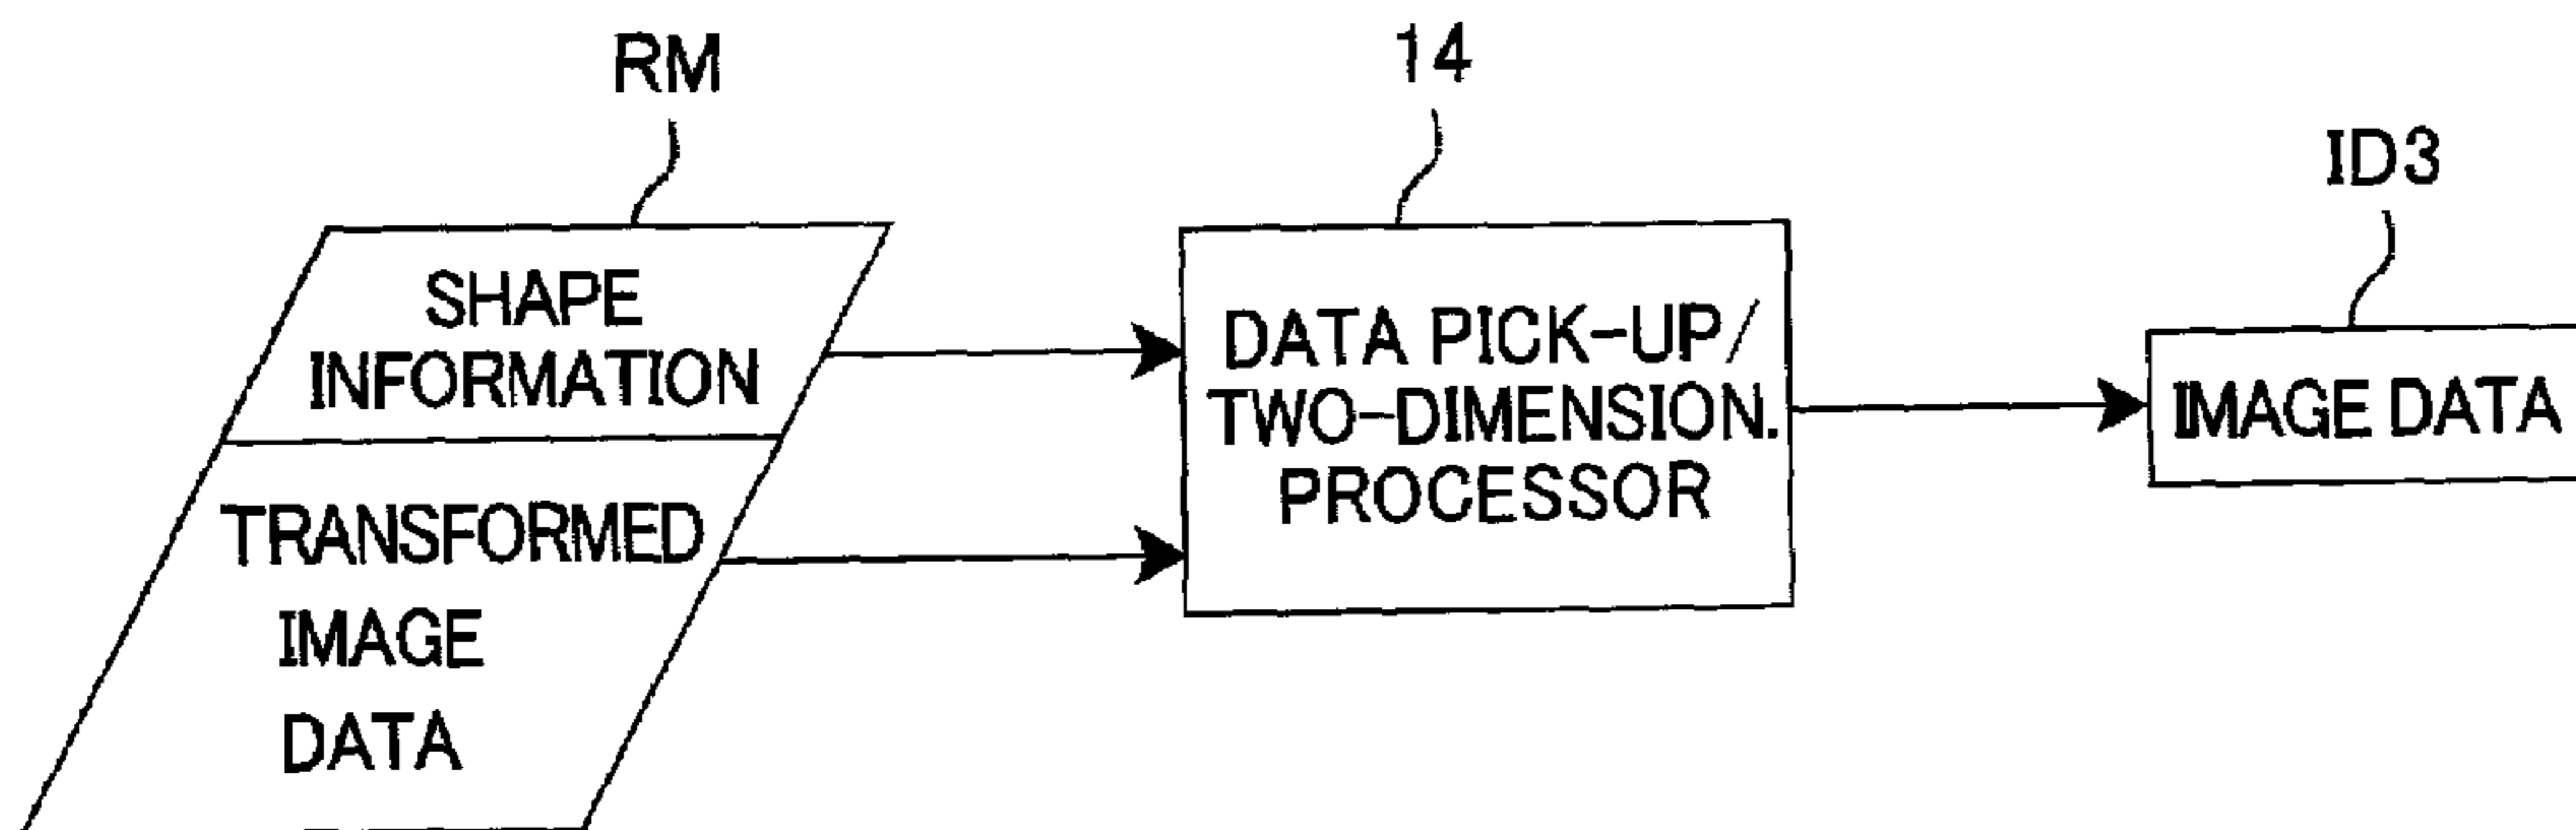 RM
14
ID3
SHAPE
INFORMATION
TRANSFORMED
IMAGE
DATA
DATA PICK-UP/
TWO-DIMENSION.
PROCESSOR
IMAGE DATA